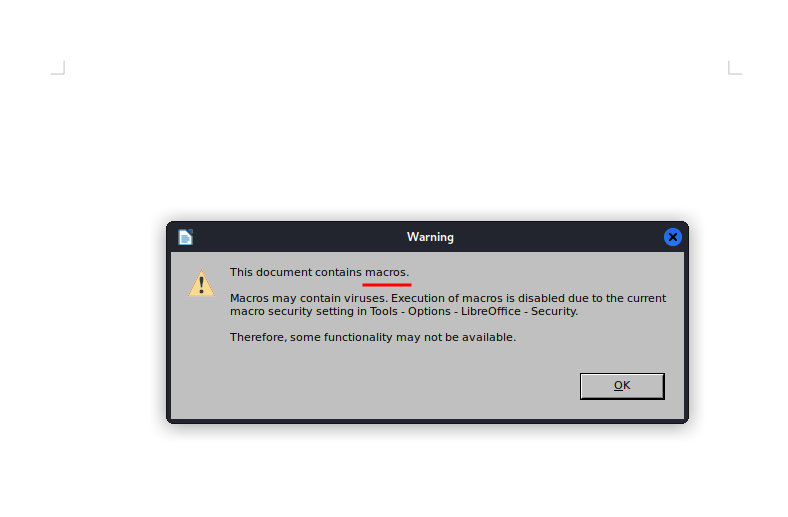 Warning
This document contains macros.
Macros may contain viruses. Execution of macros is disabled due to the current
macro security setting in Tools - Options - LibreOffice - Security.
Therefore, some functionality may not be available.
OK